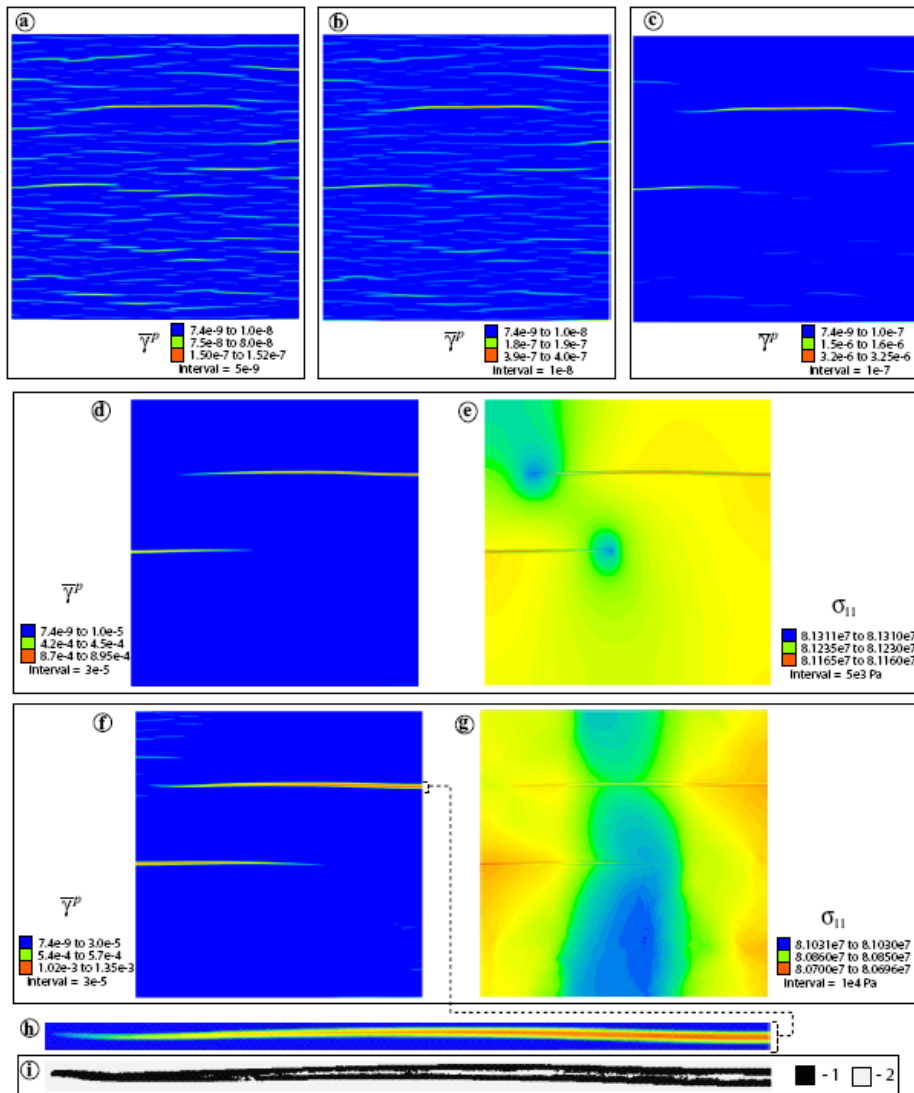 a
b
c
γ̅ᵖ
7.4e-9 to 1.0e-8
7.5e-8 to 8.0e-8
1.50e-7 to 1.52e-7
Interval = 5e-9
γ̅ᵖ
7.4e-9 to 1.0e-8
1.8e-7 to 1.9e-7
3.9e-7 to 4.0e-7
Interval = 1e-8
γ̅ᵖ
7.4e-9 to 1.0e-7
1.5e-6 to 1.6e-6
3.2e-6 to 3.25e-6
Interval = 1e-7
d
e
γ̅ᵖ
7.4e-9 to 1.0e-5
4.2e-4 to 4.5e-4
8.7e-4 to 8.95e-4
Interval = 3e-5
σ₁₁
8.1311e7 to 8.1310e7
8.1235e7 to 8.1230e7
8.1165e7 to 8.1160e7
Interval = 5e3 Pa
f
g
γ̅ᵖ
7.4e-9 to 3.0e-5
5.4e-4 to 5.7e-4
1.02e-3 to 1.35e-3
Interval = 3e-5
σ₁₁
8.1031e7 to 8.1030e7
8.0860e7 to 8.0850e7
8.0700e7 to 8.0696e7
Interval = 1e4 Pa
h
i
- 1
- 2